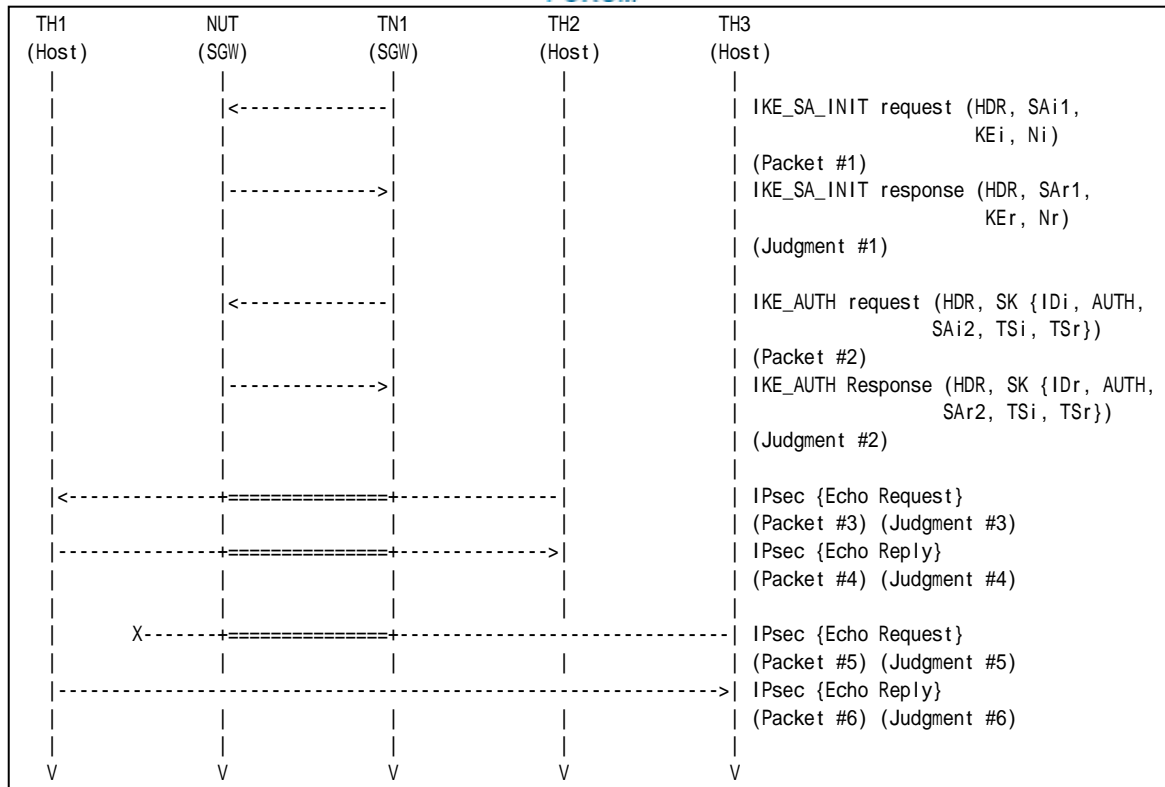 TH1 NUT TN1 TH2 TH3
(Host) (SGW) (SGW) (Host) (Host)
| | | | |
| |<---------------| | | IKE_SA_INIT request (HDR, SAi1,
| | | | | KEi, Ni)
| | | | | (Packet #1)
| |-------------->| | | IKE_SA_INIT response (HDR, SAr1,
| | | | | KEr, Nr)
| | | | | (Judgment #1)
| | | | |
| |<---------------| | | IKE_AUTH request (HDR, SK {IDi, AUTH,
| | | | | SAi2, TSi, TSr})
| | | | | (Packet #2)
| |-------------->| | | IKE_AUTH Response (HDR, SK {IDr, AUTH,
| | | | | SAr2, TSi, TSr})
| | | | | (Judgment #2)
| | | | |
|<--------------+===============+---------------| | IPsec {Echo Request}
| | | | | (Packet #3) (Judgment #3)
|---------------+===============+-------------->| | IPsec {Echo Reply}
| | | | | (Packet #4) (Judgment #4)
| | | | |
| X-------+===============+-------------------------------| IPsec {Echo Request}
| | | | | (Packet #5) (Judgment #5)
|-------------------------------------------------------------->| IPsec {Echo Reply}
| | | | | (Packet #6) (Judgment #6)
| | | | |
V V V V V